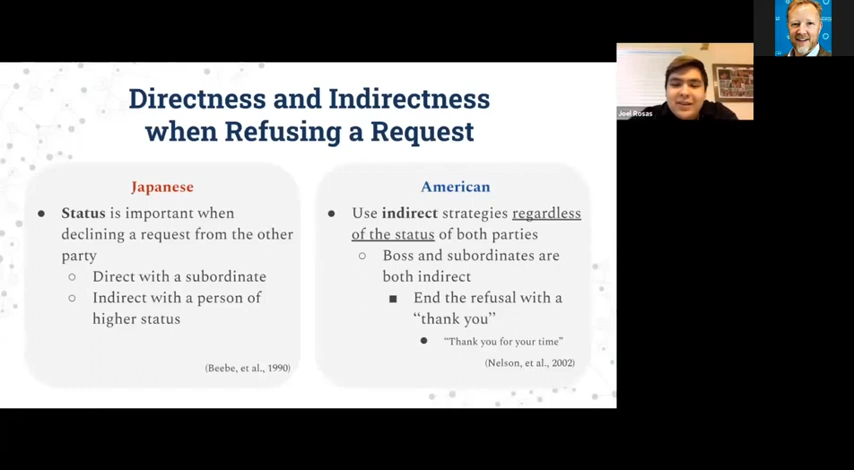 Directness and Indirectness
when Refusing a Request
Japanese
● Status is important when
declining a request from the other
party
○ Direct with a subordinate
○ Indirect with a person of
higher status
(Beebe, et al., 1990)
American
● Use indirect strategies regardless
of the status of both parties
○ Boss and subordinates are
both indirect
■ End the refusal with a
“thank you”
● “Thank you for your time”
(Nelson, et al., 2002)
Joel Rosas